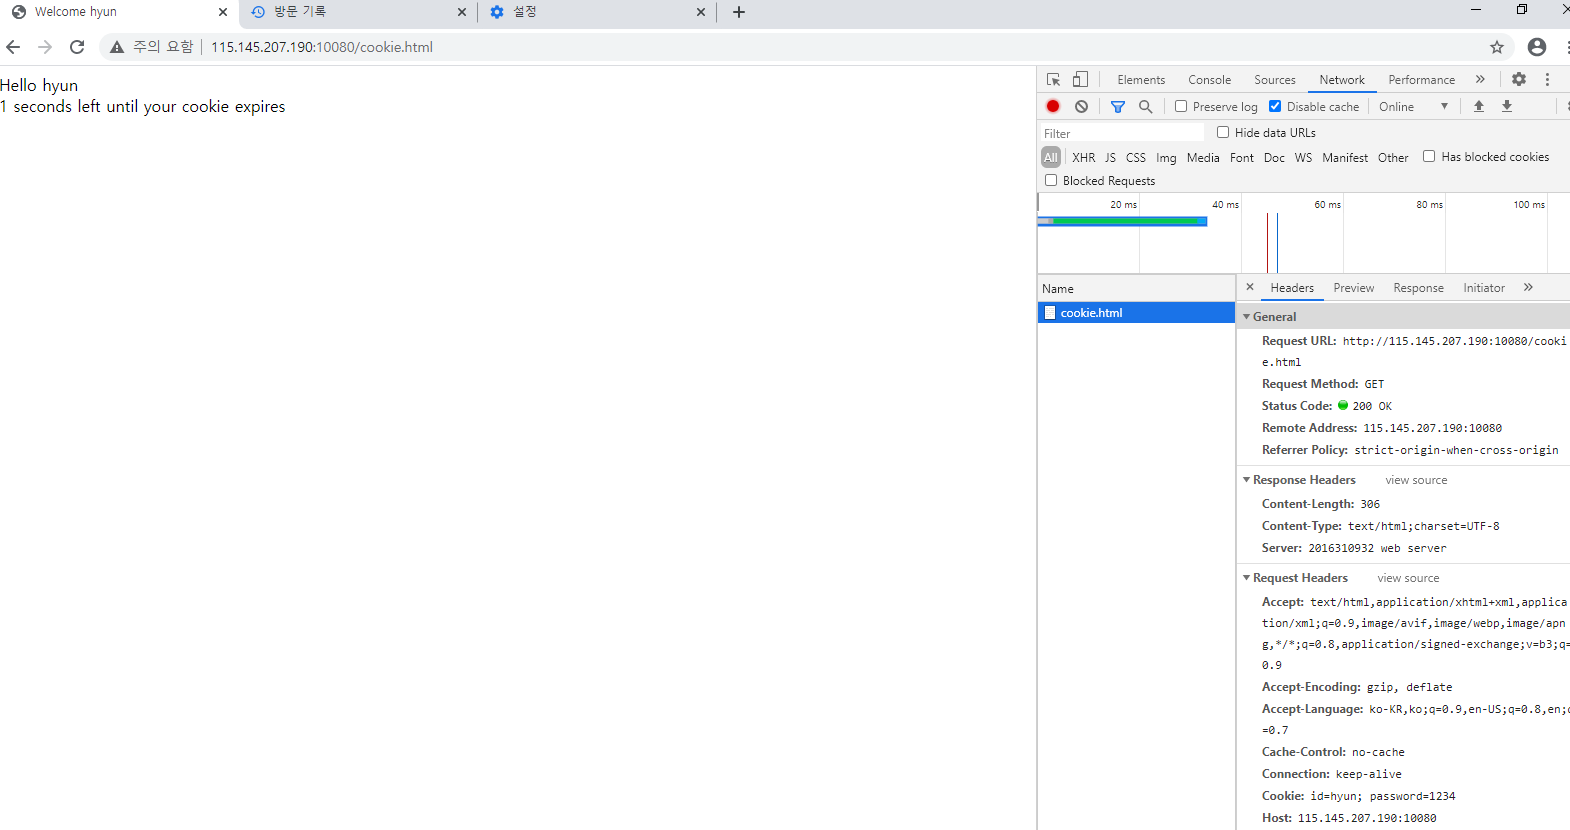 Welcome hyun
방문 기록
설정
주의 요함 115.145.207.190:10080/cookie.html
Hello hyun
1 seconds left until your cookie expires
Elements Console Sources Network Performance
Preserve log Disable cache Online
Filter Hide data URLs
All XHR JS CSS Img Media Font Doc WS Manifest Other Has blocked cookies
Blocked Requests
20 ms 40 ms 60 ms 80 ms 100 ms
Name
cookie.html
Headers Preview Response Initiator
General
Request URL: http://115.145.207.190:10080/cooki
e.html
Request Method: GET
Status Code: 200 OK
Remote Address: 115.145.207.190:10080
Referrer Policy: strict-origin-when-cross-origin
Response Headers view source
Content-Length: 306
Content-Type: text/html;charset=UTF-8
Server: 2016310932 web server
Request Headers view source
Accept: text/html,application/xhtml+xml,applica
tion/xml;q=0.9,image/avif,image/webp,image/apn
g,*/*;q=0.8,application/signed-exchange;v=b3;q=
0.9
Accept-Encoding: gzip, deflate
Accept-Language: ko-KR,ko;q=0.9,en-US;q=0.8,en;q
=0.7
Cache-Control: no-cache
Connection: keep-alive
Cookie: id=hyun; password=1234
Host: 115.145.207.190:10080